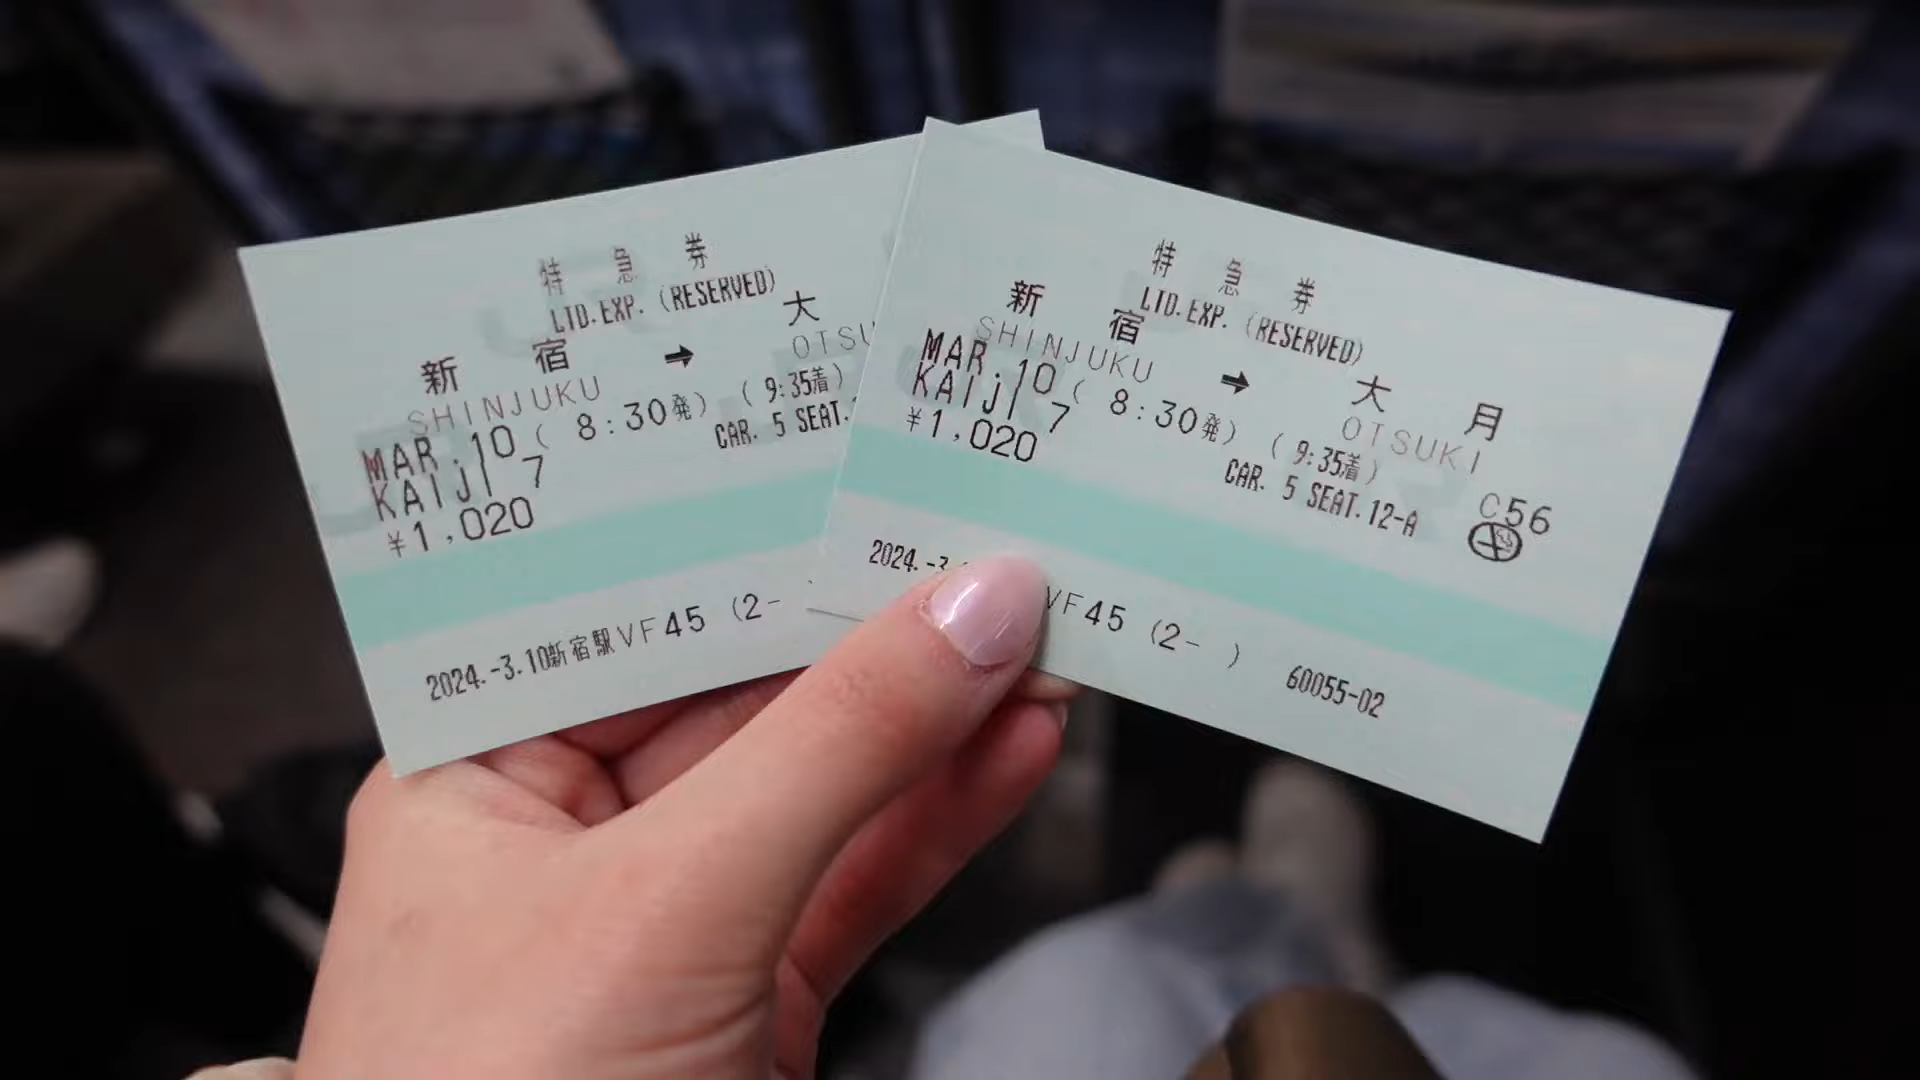 特急券
LTD.EXP. (RESERVED)
新宿 ➡ 大
SHINJUKU OTSU
MAR.10 ( 8:30発) ( 9:35着)
KAIJI 7 CAR. 5 SEAT.
¥1,020
2024.-3.10新宿駅VF45 (2-
特急券
LTD.EXP. (RESERVED)
新宿 ➡ 大月
SHINJUKU OTSUKI
MAR.10 ( 8:30発) ( 9:35着)
KAIJI 7 CAR. 5 SEAT.12-A C56
¥1,020
2024.-3. VF45 (2- ) 60055-02